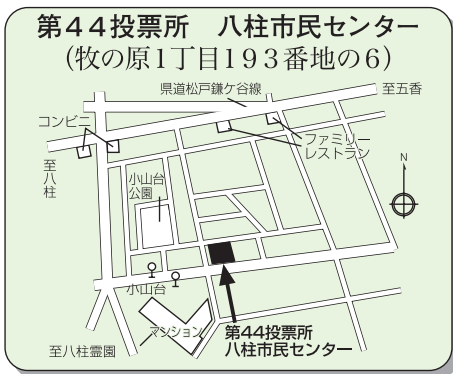 第44投票所　八柱市民センター
（牧の原1丁目193番地の6）
県道松戸鎌ケ谷線
至五香
コンビニ
ファミリー
レストラン
至八柱
小山台
公園
N
小山台
マンション
第44投票所
八柱市民センター
至八柱霊園